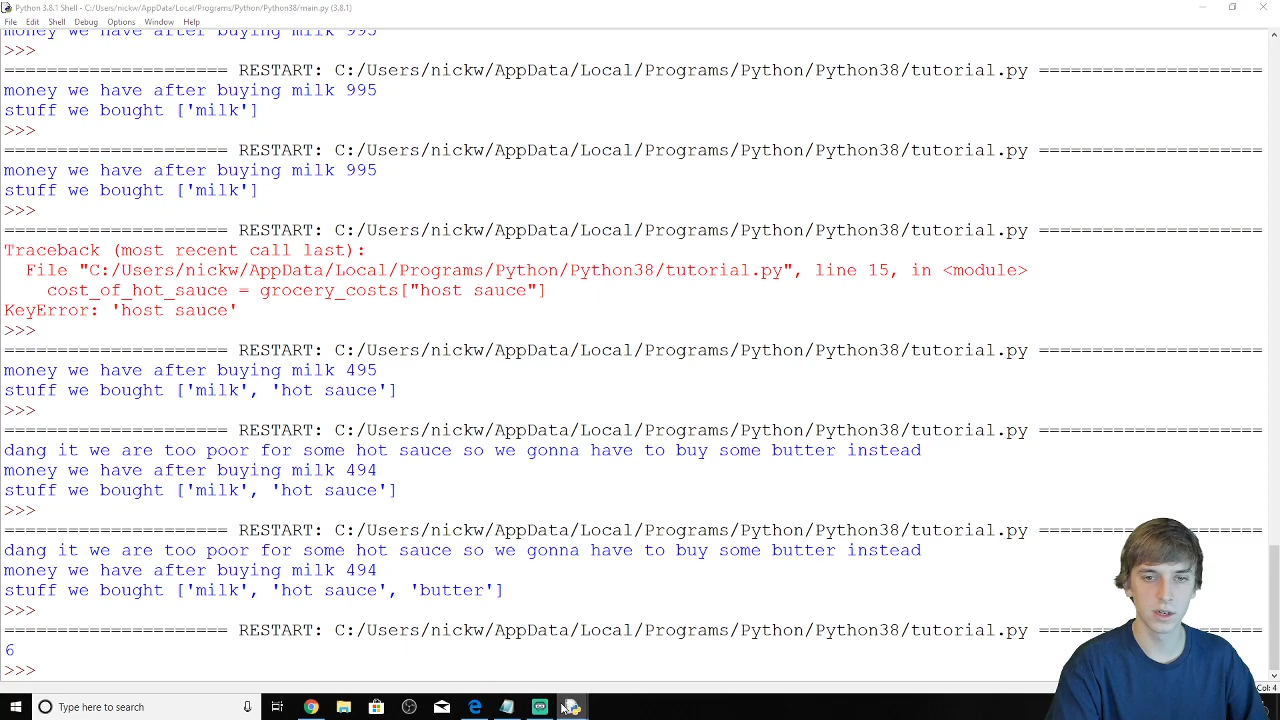 Python 3.8.1 Shell - C:/Users/nickw/AppData/Local/Programs/Python/Python38/main.py (3.8.1)
File Edit Shell Debug Options Window Help
money we have after buying milk 995
>>>
===================== RESTART: C:/Users/nickw/AppData/Local/Programs/Python/Python38/tutorial.py =====================
money we have after buying milk 995
stuff we bought ['milk']
>>>
===================== RESTART: C:/Users/nickw/AppData/Local/Programs/Python/Python38/tutorial.py =====================
money we have after buying milk 995
stuff we bought ['milk']
>>>
===================== RESTART: C:/Users/nickw/AppData/Local/Programs/Python/Python38/tutorial.py =====================
Traceback (most recent call last):
  File "C:/Users/nickw/AppData/Local/Programs/Python/Python38/tutorial.py", line 15, in <module>
    cost_of_hot_sauce = grocery_costs["host sauce"]
KeyError: 'host sauce'
>>>
===================== RESTART: C:/Users/nickw/AppData/Local/Programs/Python/Python38/tutorial.py =====================
money we have after buying milk 495
stuff we bought ['milk', 'hot sauce']
>>>
===================== RESTART: C:/Users/nickw/AppData/Local/Programs/Python/Python38/tutorial.py =====================
dang it we are too poor for some hot sauce so we gonna have to buy some butter instead
money we have after buying milk 494
stuff we bought ['milk', 'hot sauce']
>>>
===================== RESTART: C:/Users/nickw/AppData/Local/Programs/Python/Python38/tutorial.py =====================
dang it we are too poor for some hot sauce so we gonna have to buy some butter instead
money we have after buying milk 494
stuff we bought ['milk', 'hot sauce', 'butter']
>>>
===================== RESTART: C:/Users/nickw/AppData/Local/Programs/Python/Python38/tutorial.py =====================
6
>>>
Col: 4
Type here to search